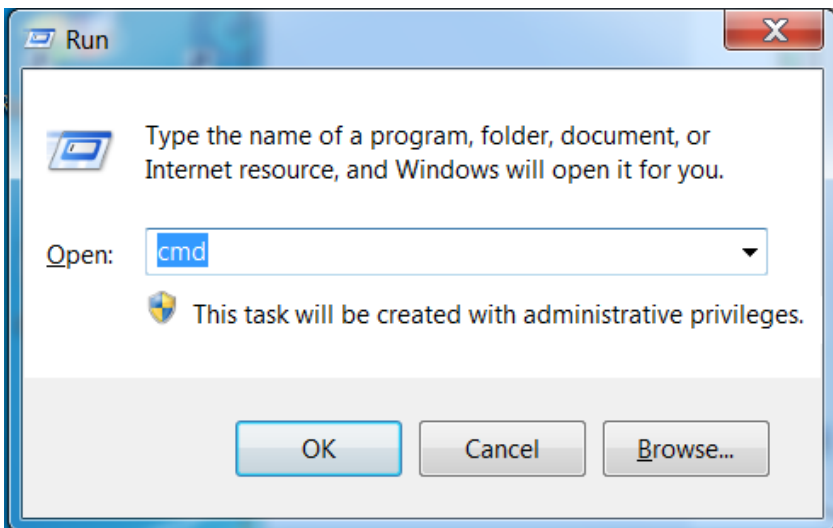 Run
Type the name of a program, folder, document, or
Internet resource, and Windows will open it for you.
Open: cmd
This task will be created with administrative privileges.
OK Cancel Browse...